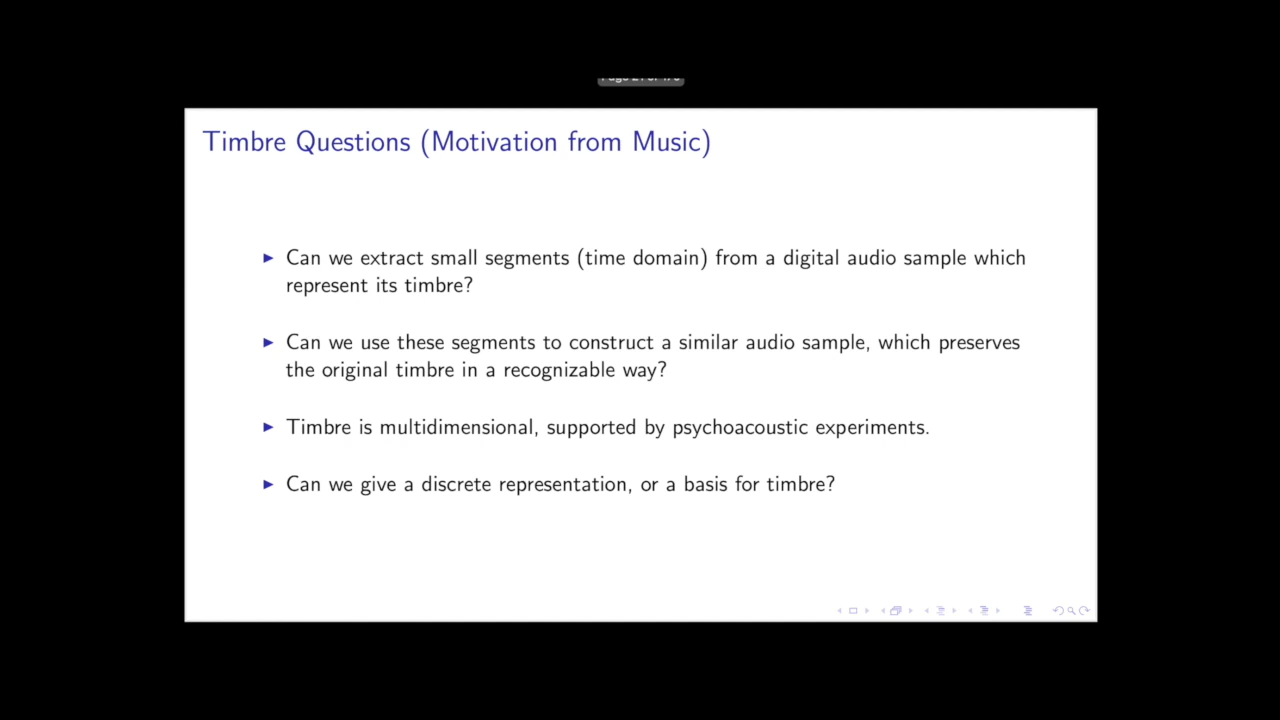 Timbre Questions (Motivation from Music)
Can we extract small segments (time domain) from a digital audio sample which
represent its timbre?
Can we use these segments to construct a similar audio sample, which preserves
the original timbre in a recognizable way?
Timbre is multidimensional, supported by psychoacoustic experiments.
Can we give a discrete representation, or a basis for timbre?